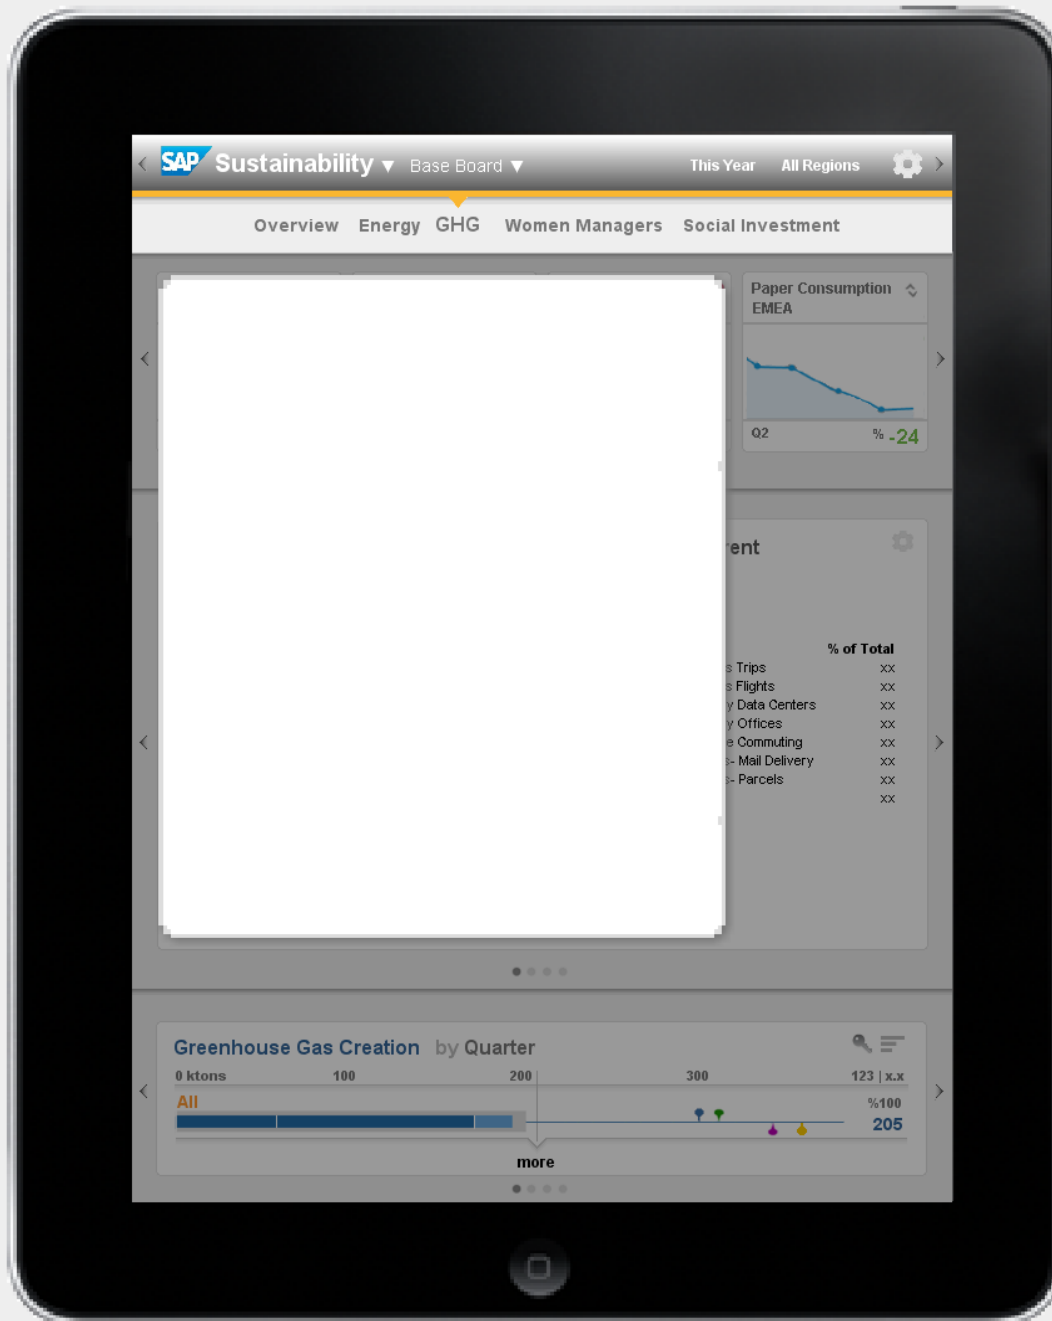 SAP Sustainability ▼ Base Board ▼ This Year All Regions
Overview Energy GHG Women Managers Social Investment
Paper Consumption
EMEA
Q2 % -24
% of Total
Trips xx
Flights xx
Data Centers xx
Offices xx
Commuting xx
- Mail Delivery xx
- Parcels xx
xx
Greenhouse Gas Creation by Quarter
0 ktons 100 200 300 123 | x.x
All %100
205
more